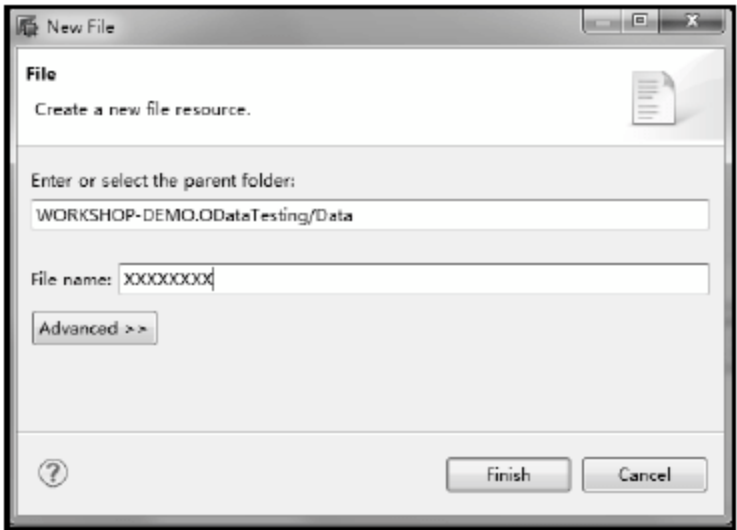 New File
File
Create a new file resource.
Enter or select the parent folder:
WORKSHOP-DEMO.ODataTesting/Data
File name: XXXXXXXX
Advanced >>
?
Finish Cancel